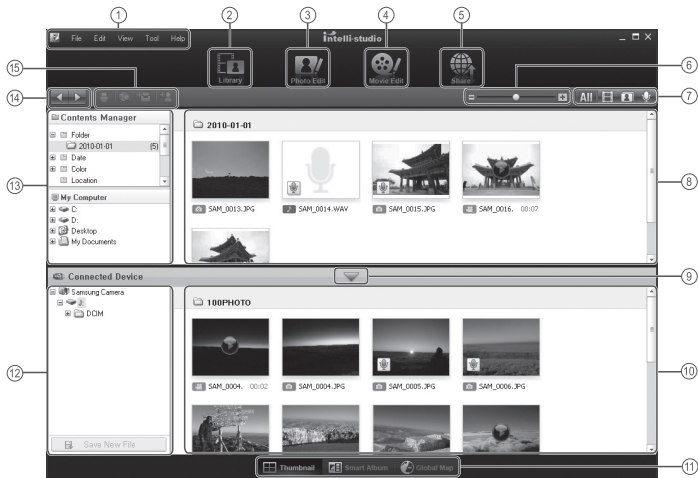 1 2 3 4 5
File Edit View Tool Help
intelli-studio
Library Photo Edit Movie Edit Share
15 6
14 All 7
Contents Manager
Folder
2010-01-01 (5)
Date
Color
Location
13
My Computer
C:
D:
Desktop
My Documents
2010-01-01
SAM_0013.JPG SAM_0014.WAV SAM_0015.JPG SAM_0016. 00:07
8
Connected Device 9
Samsung Camera
J:
DCIM
12
Save New File
100PHOTO
SAM_0004. 00:02 SAM_0004.JPG SAM_0005.JPG SAM_0006.JPG
10
Thumbnail Smart Album Global Map 11